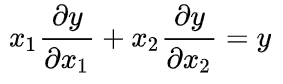 x₁ ∂y/∂x₁ + x₂ ∂y/∂x₂ = y